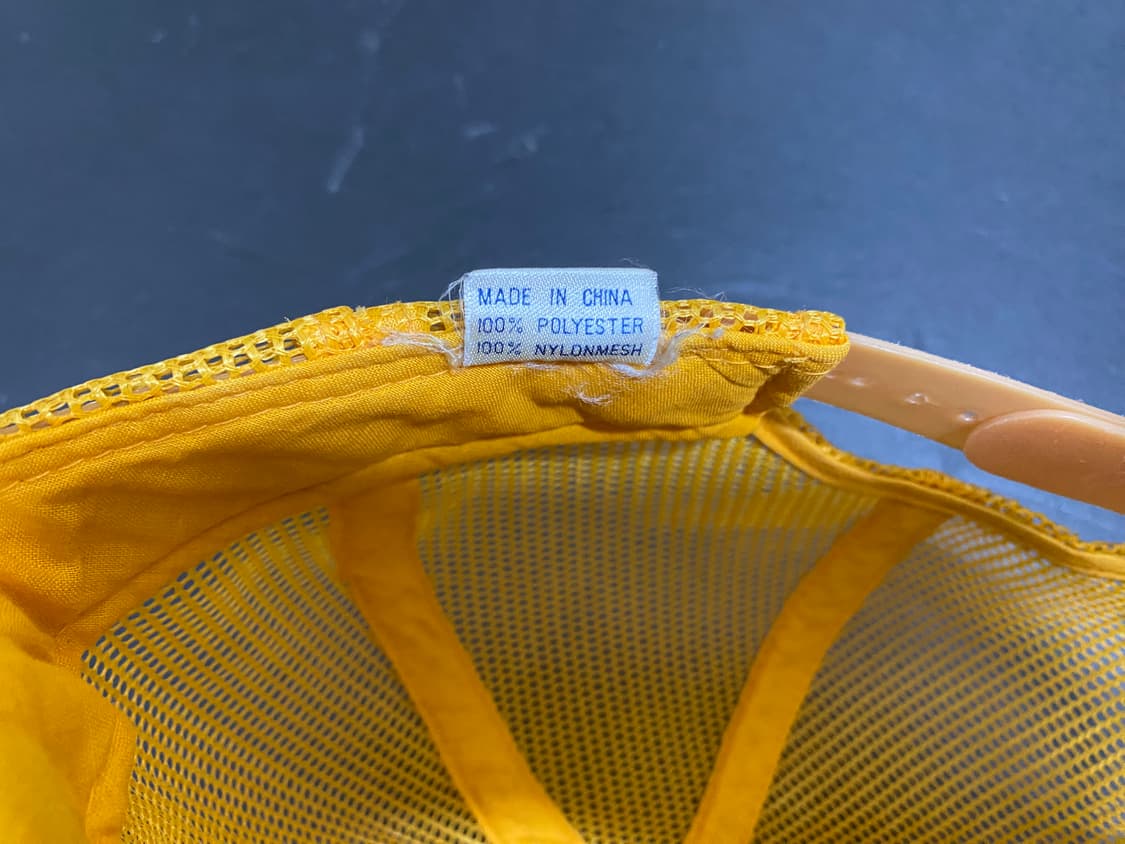 MADE IN CHINA
100% POLYESTER
100% NYLONMESH